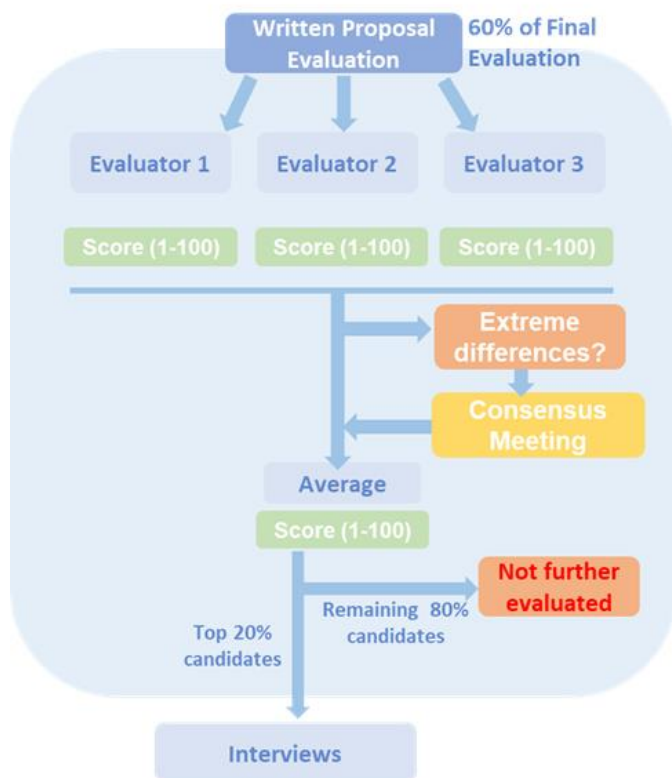 Written Proposal
Evaluation
60% of Final
Evaluation
Evaluator 1
Evaluator 2
Evaluator 3
Score (1-100)
Score (1-100)
Score (1-100)
Extreme
differences?
Consensus
Meeting
Average
Score (1-100)
Not further
evaluated
Remaining 80%
candidates
Top 20%
candidates
Interviews